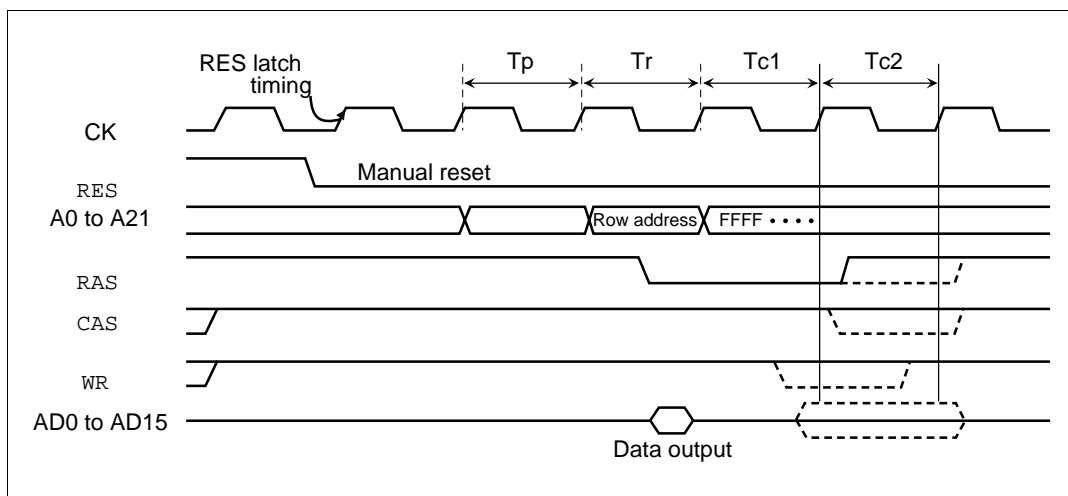 RES latch
timing
Tp
Tr
Tc1
Tc2
CK
Manual reset
RES
A0 to A21
Row address
FFFF ····
RAS
CAS
WR
AD0 to AD15
Data output